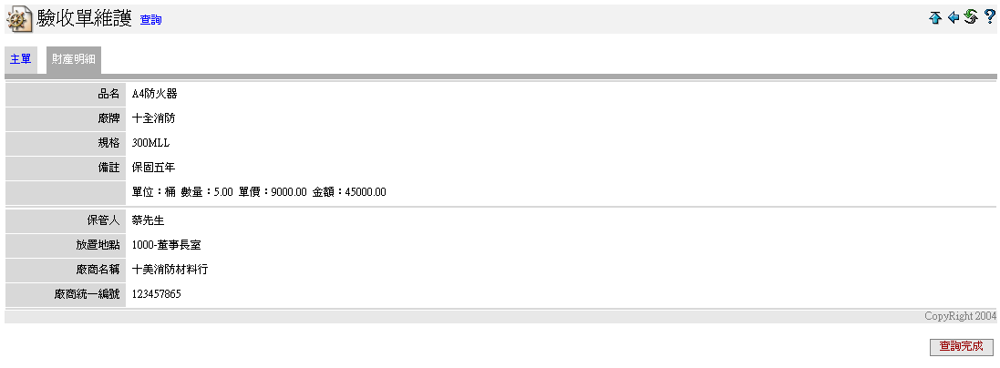 驗收單維護 查詢
主單 財產明細
品名 A4防火器
廠牌 十全消防
規格 300MLL
備註 保固五年
單位：桶 數量：5.00 單價：9000.00 金額：45000.00
保管人 蔡先生
放置地點 1000-董事長室
廠商名稱 十美消防材料行
廠商統一編號 123457865
CopyRight 2004
查詢完成